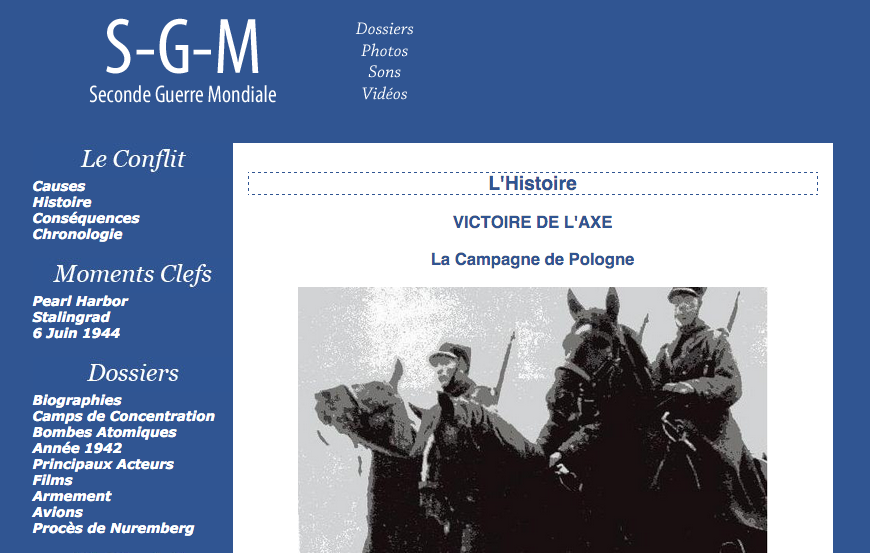 S-G-M
Seconde Guerre Mondiale
Dossiers
Photos
Sons
Vidéos
Le Conflit
Causes
Histoire
Conséquences
Chronologie
Moments Clefs
Pearl Harbor
Stalingrad
6 Juin 1944
Dossiers
Biographies
Camps de Concentration
Bombes Atomiques
Année 1942
Principaux Acteurs
Films
Armement
Avions
Procès de Nuremberg
L'Histoire
VICTOIRE DE L'AXE
La Campagne de Pologne